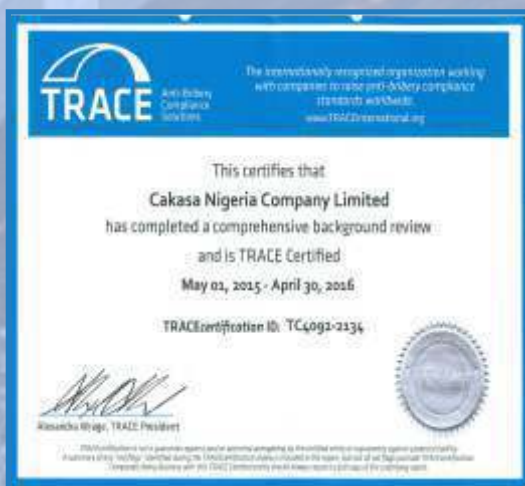 TRACE
Anti-Bribery
Compliance
Solutions
The internationally recognized organization working
with companies to raise anti-bribery compliance
standards worldwide.
www.TRACEinternational.org
This certifies that
Cakasa Nigeria Company Limited
has completed a comprehensive background review
and is TRACE Certified
May 01, 2015 - April 30, 2016
TRACEcertification ID: TC4092-2134
Alexandra Wrage, TRACE President